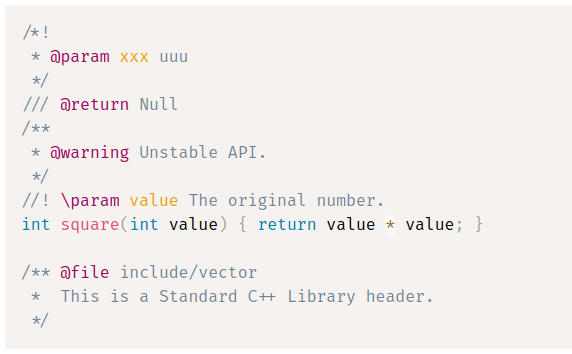 /*!
 * @param xxx uuu
 */
/// @return Null
/**
 * @warning Unstable API.
 */
//! \param value The original number.
int square(int value) { return value * value; }

/** @file include/vector
 *  This is a Standard C++ Library header.
 */